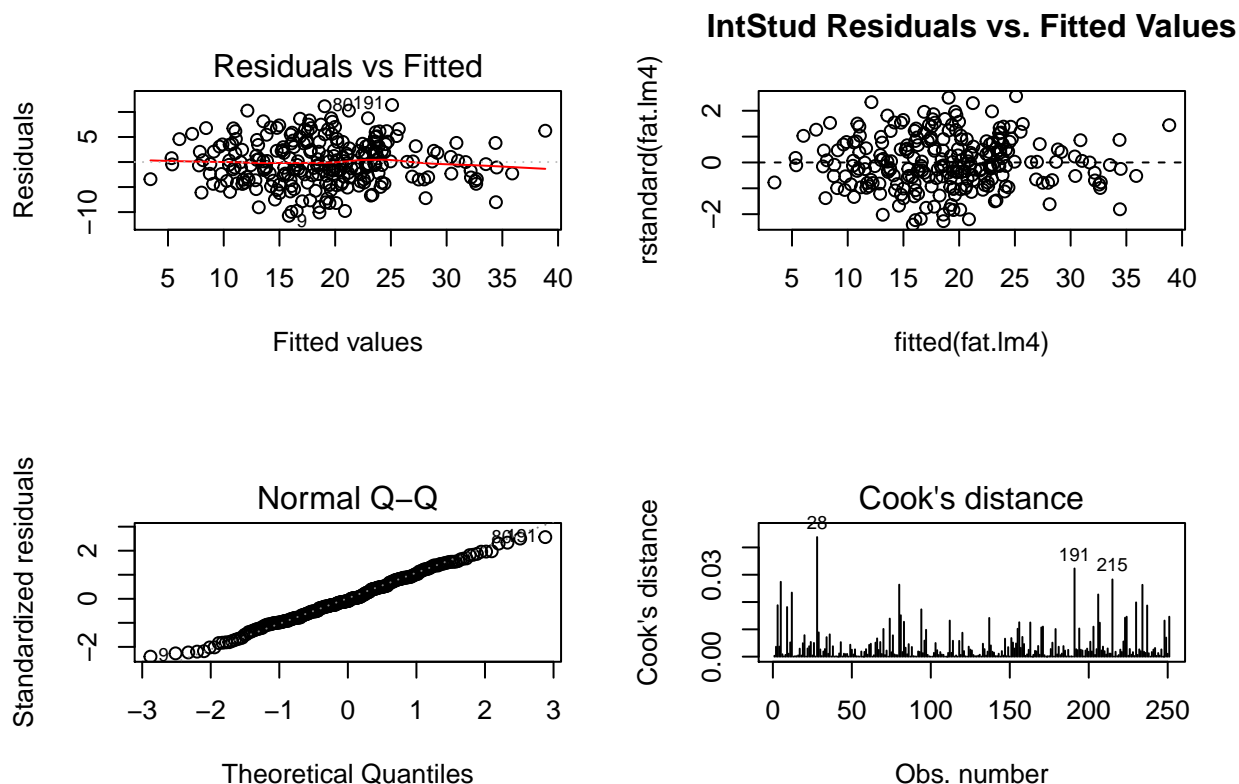 Residuals vs Fitted
Residuals
5
−10
80
191
9
5 10 15 20 25 30 35 40
Fitted values
IntStud Residuals vs. Fitted Values
rstandard(fat.lm4)
2
0
−2
5 10 15 20 25 30 35 40
fitted(fat.lm4)
Normal Q−Q
Standardized residuals
2
0
−2
80
191
9
−3 −2 −1 0 1 2 3
Theoretical Quantiles
Cook's distance
Cook's distance
0.03
0.00
28
191
215
0 50 100 150 200 250
Obs. number